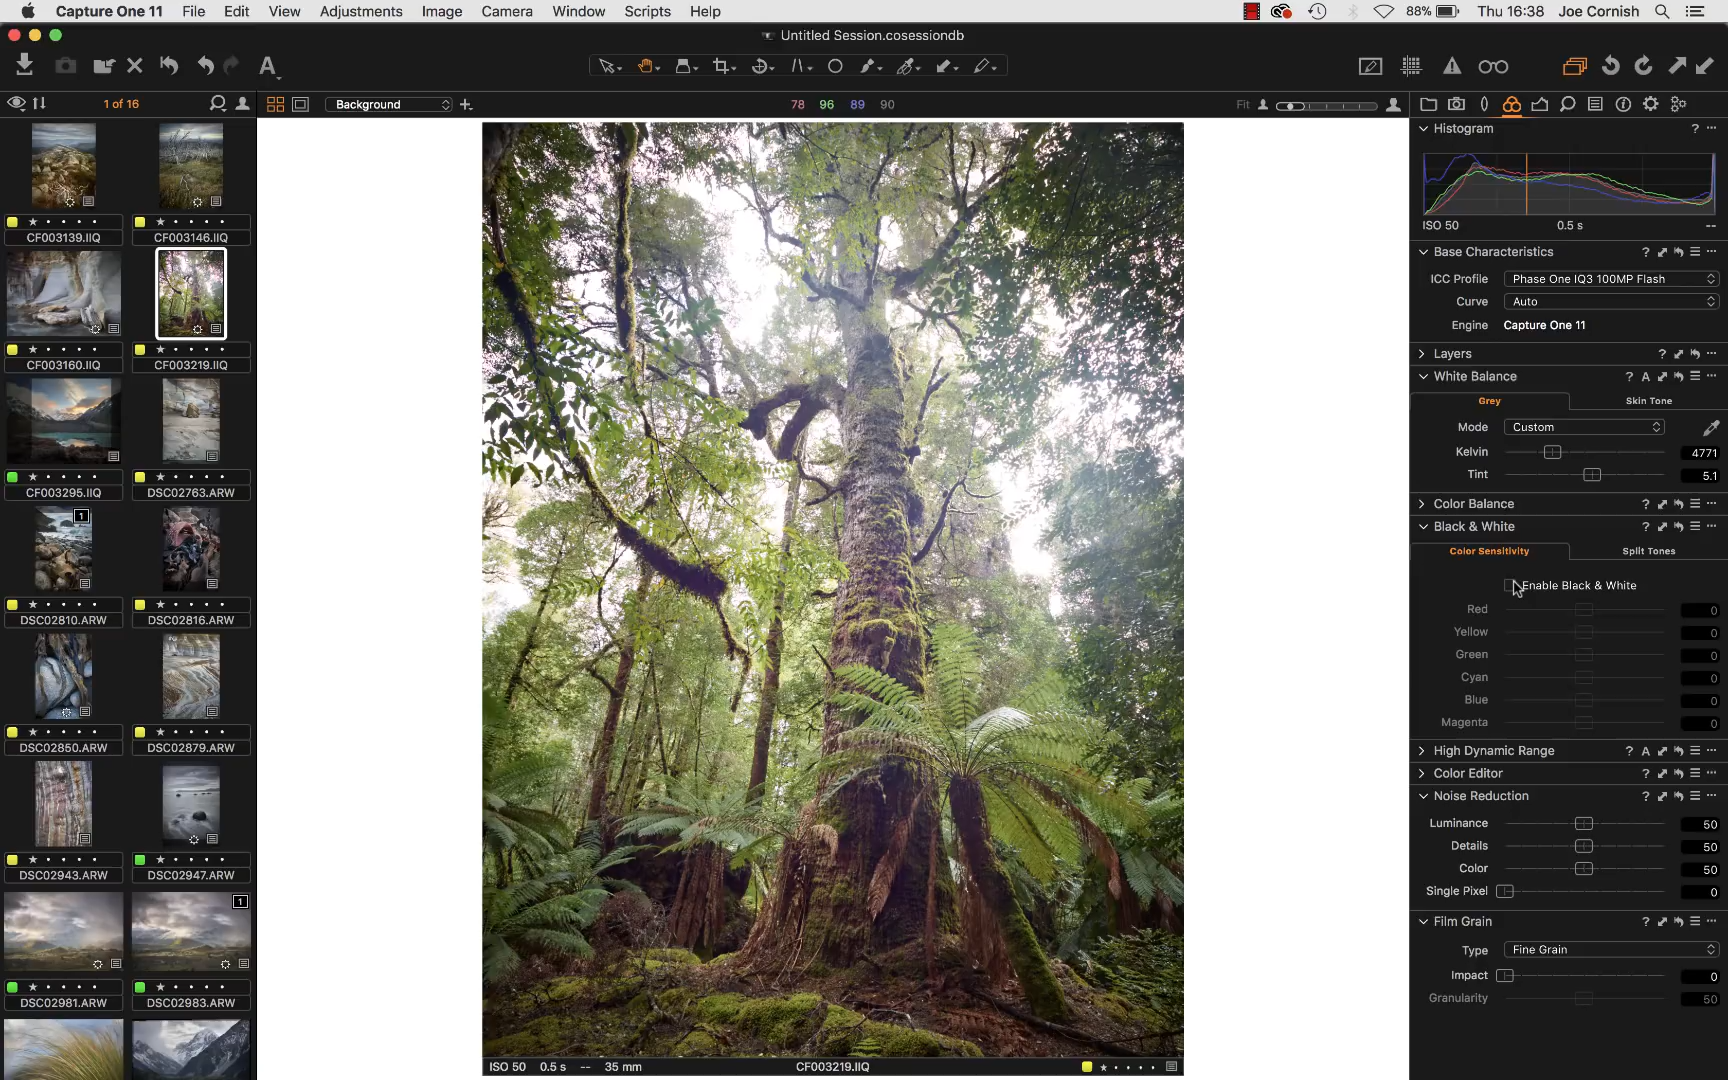 Capture One 11 File Edit View Adjustments Image Camera Window Scripts Help 88% Thu 16:38 Joe Cornish
Untitled Session.cosessiondb
A
1 of 16 Background 78 96 89 90 Fit
CF003139.IIQ CF003146.IIQ
CF003160.IIQ CF003219.IIQ
CF003295.IIQ DSC02763.ARW
1
DSC02810.ARW DSC02816.ARW
DSC02850.ARW DSC02879.ARW
DSC02943.ARW DSC02947.ARW
1
DSC02981.ARW DSC02983.ARW
ISO 50 0.5 s -- 35 mm CF003219.IIQ
Histogram ?
ISO 50 0.5 s --
Base Characteristics ?
ICC Profile Phase One IQ3 100MP Flash
Curve Auto
Engine Capture One 11
Layers ?
White Balance ? A
Grey Skin Tone
Mode Custom
Kelvin 4771
Tint 5.1
Color Balance ?
Black & White ?
Color Sensitivity Split Tones
Enable Black & White
Red 0
Yellow 0
Green 0
Cyan 0
Blue 0
Magenta 0
High Dynamic Range ? A
Color Editor ?
Noise Reduction ?
Luminance 50
Details 50
Color 50
Single Pixel 0
Film Grain ?
Type Fine Grain
Impact 0
Granularity 50